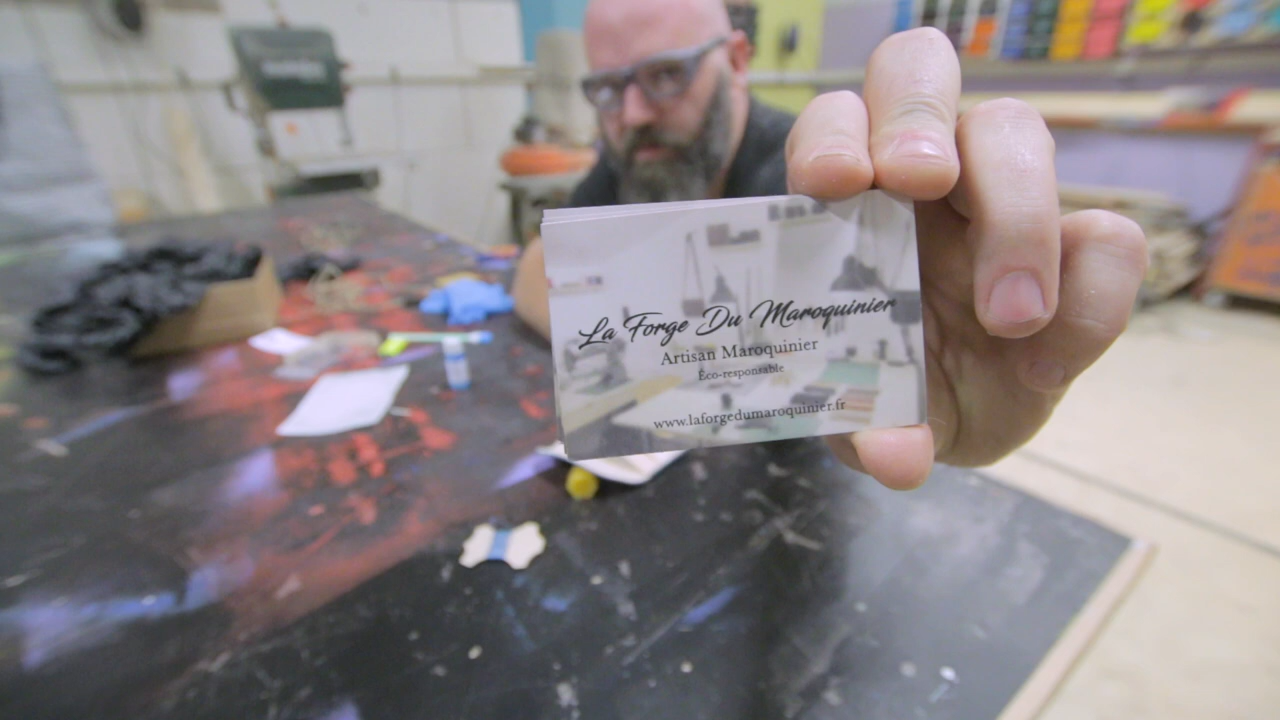 La Forge Du Maroquinier
Artisan Maroquinier
Éco-responsable
www.laforgedumaroquinier.fr